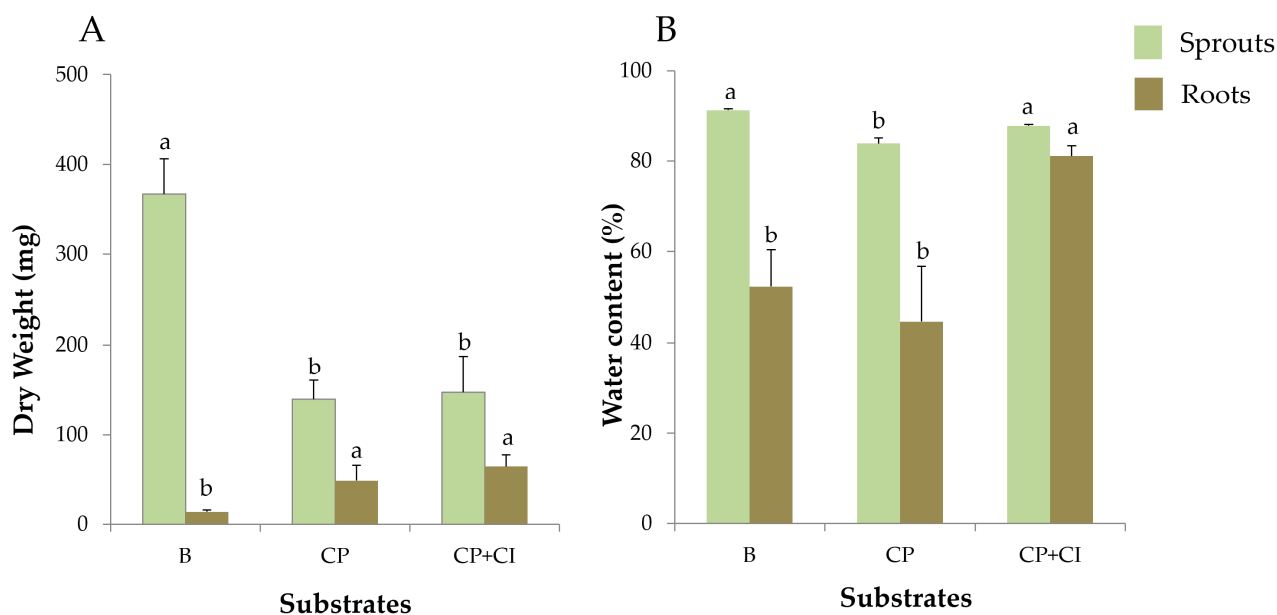 A
B
Sprouts
Roots
Dry Weight (mg)
500
400
300
200
100
0
a
b
b
a
b
a
B
CP
CP+CI
Substrates
Water content (%)
100
80
60
40
20
0
a
b
b
b
a
a
B
CP
CP+CI
Substrates